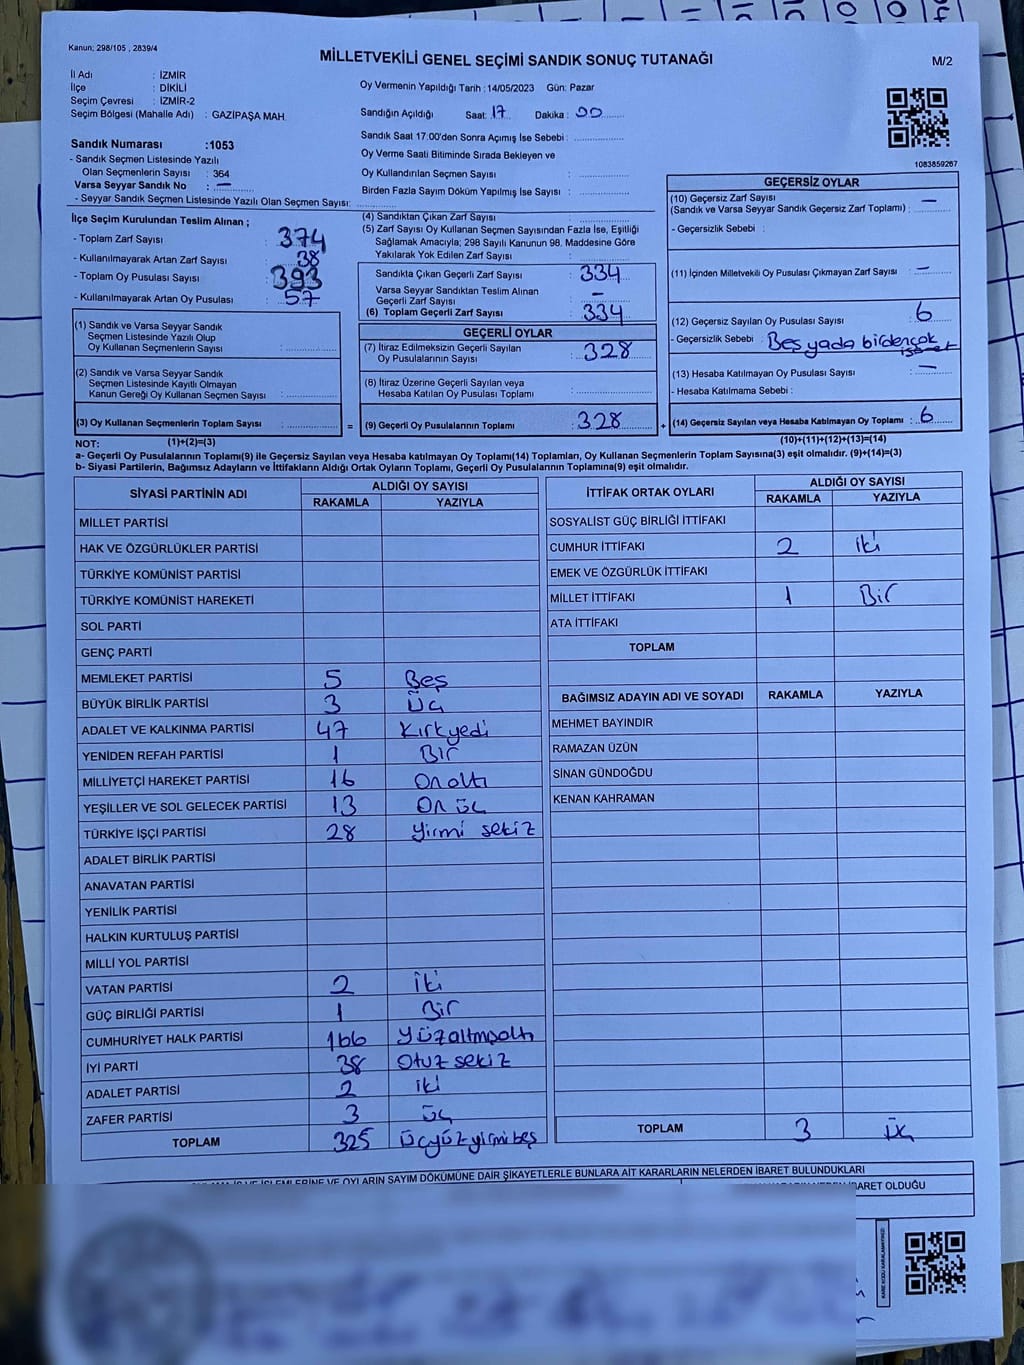 Kanun; 298/105 , 2839/4
MİLLETVEKİLİ GENEL SEÇİMİ SANDIK SONUÇ TUTANAĞI
M/2
İl Adı : İZMİR
İlçe : DİKİLİ
Seçim Çevresi : İZMİR-2
Seçim Bölgesi (Mahalle Adı) : GAZİPAŞA MAH.
Oy Vermenin Yapıldığı Tarih : 14/05/2023 Gün: Pazar
Sandığın Açıldığı Saat: 17 Dakika: 00
Sandık Saat 17:00'den Sonra Açımış İse Sebebi :
Oy Verme Saati Bitiminde Sırada Bekleyen ve
Oy Kullandırılan Seçmen Sayısı :
Birden Fazla Sayım Döküm Yapılmış İse Sayısı :
1083859267
Sandık Numarası :1053
- Sandık Seçmen Listesinde Yazılı
Olan Seçmenlerin Sayısı : 364
Varsa Seyyar Sandık No : -
- Seyyar Sandık Seçmen Listesinde Yazılı Olan Seçmen Sayısı:
İlçe Seçim Kurulundan Teslim Alınan ;
- Toplam Zarf Sayısı : 374
- Kullanılmayarak Artan Zarf Sayısı : 38
- Toplam Oy Pusulası Sayısı : 393
- Kullanılmayarak Artan Oy Pusulası : 57
(4) Sandıktan Çıkan Zarf Sayısı :
(5) Zarf Sayısı Oy Kullanan Seçmen Sayısından Fazla İse, Eşitliği
Sağlamak Amacıyla; 298 Sayılı Kanunun 98. Maddesine Göre
Yakılarak Yok Edilen Zarf Sayısı :
Sandıkta Çıkan Geçerli Zarf Sayısı : 334
Varsa Seyyar Sandıktan Teslim Alınan
Geçerli Zarf Sayısı : -
(6) Toplam Geçerli Zarf Sayısı : 334
GEÇERSİZ OYLAR
(10) Geçersiz Zarf Sayısı
(Sandık ve Varsa Seyyar Sandık Geçersiz Zarf Toplamı) : -
- Geçersizlik Sebebi :
(11) İçinden Milletvekili Oy Pusulası Çıkmayan Zarf Sayısı : -
(12) Geçersiz Sayılan Oy Pusulası Sayısı : 6
- Geçersizlik Sebebi : Boş yada birden çok
işaret
(13) Hesaba Katılmayan Oy Pusulası Sayısı : -
- Hesaba Katılmama Sebebi :
(1) Sandık ve Varsa Seyyar Sandık
Seçmen Listesinde Yazılı Olup
Oy Kullanan Seçmenlerin Sayısı :
(2) Sandık ve Varsa Seyyar Sandık
Seçmen Listesinde Kayıtlı Olmayan
Kanun Gereği Oy Kullanan Seçmen Sayısı :
GEÇERLİ OYLAR
(7) İtiraz Edilmeksizin Geçerli Sayılan
Oy Pusulalarının Sayısı : 328
(8) İtiraz Üzerine Geçerli Sayılan veya
Hesaba Katılan Oy Pusulaları Toplamı :
(3) Oy Kullanan Seçmenlerin Toplam Sayısı : =
(9) Geçerli Oy Pusulalarının Toplamı : 328 +
(14) Geçersiz Sayılan veya Hesaba Katılmayan Oy Toplamı : 6
NOT: (1)+(2)=(3) (10)+(11)+(12)+(13)=(14)
a- Geçerli Oy Pusulalarının Toplamı(9) ile Geçersiz Sayılan veya Hesaba katılmayan Oy Toplamı(14) Toplamları, Oy Kullanan Seçmenlerin Toplam Sayısına(3) eşit olmalıdır. (9)+(14)=(3)
b- Siyasi Partilerin, Bağımsız Adayların ve İttifakların Aldığı Ortak Oyların Toplamı, Geçerli Oy Pusulalarının Toplamına(9) eşit olmalıdır.
SİYASİ PARTİNİN ADI ALDIĞI OY SAYISI
RAKAMLA YAZIYLA
MİLLET PARTİSİ
HAK VE ÖZGÜRLÜKLER PARTİSİ
TÜRKİYE KOMÜNİST PARTİSİ
TÜRKİYE KOMÜNİST HAREKETİ
SOL PARTİ
GENÇ PARTİ
MEMLEKET PARTİSİ 5 Beş
BÜYÜK BİRLİK PARTİSİ 3 Üç
ADALET VE KALKINMA PARTİSİ 47 Kırkyedi
YENİDEN REFAH PARTİSİ 1 Bir
MİLLİYETÇİ HAREKET PARTİSİ 16 Onaltı
YEŞİLLER VE SOL GELECEK PARTİSİ 13 On üç
TÜRKİYE İŞÇİ PARTİSİ 28 Yirmi sekiz
ADALET BİRLİK PARTİSİ
ANAVATAN PARTİSİ
YENİLİK PARTİSİ
HALKIN KURTULUŞ PARTİSİ
MİLLİ YOL PARTİSİ
VATAN PARTİSİ 2 İki
GÜÇ BİRLİĞİ PARTİSİ 1 Bir
CUMHURİYET HALK PARTİSİ 166 Yüzaltmışaltı
İYİ PARTİ 38 Otuz sekiz
ADALET PARTİSİ 2 iki
ZAFER PARTİSİ 3 üç
TOPLAM 325 üçyüzyirmibeş
İTTİFAK ORTAK OYLARI ALDIĞI OY SAYISI
RAKAMLA YAZIYLA
SOSYALİST GÜÇ BİRLİĞİ İTTİFAKI
CUMHUR İTTİFAKI 2 iki
EMEK VE ÖZGÜRLÜK İTTİFAKI
MİLLET İTTİFAKI 1 Bir
ATA İTTİFAKI
TOPLAM
BAĞIMSIZ ADAYIN ADI VE SOYADI RAKAMLA YAZIYLA
MEHMET BAYINDIR
RAMAZAN ÜZÜN
SİNAN GÜNDOĞDU
KENAN KAHRAMAN
TOPLAM 3 üç
İŞLEMLERİNE VE OYLARIN SAYIM DÖKÜMÜNE DAİR ŞİKAYETLERLE BUNLARA AİT KARARLARIN NELERDEN İBARET BULUNDUKLARI
İBARET OLDUĞU